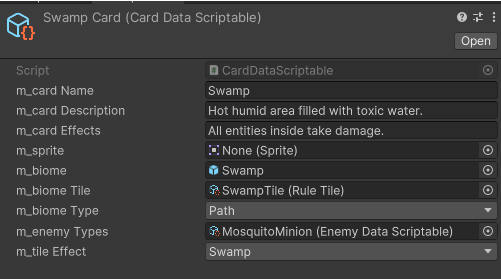 Swamp Card (Card Data Scriptable)
Open
Script CardDataScriptable
m_card Name Swamp
m_card Description Hot humid area filled with toxic water.
m_card Effects All entities inside take damage.
m_sprite None (Sprite)
m_biome Swamp
m_biome Tile SwampTile (Rule Tile)
m_biome Type Path
m_enemy Types MosquitoMinion (Enemy Data Scriptable)
m_tile Effect Swamp